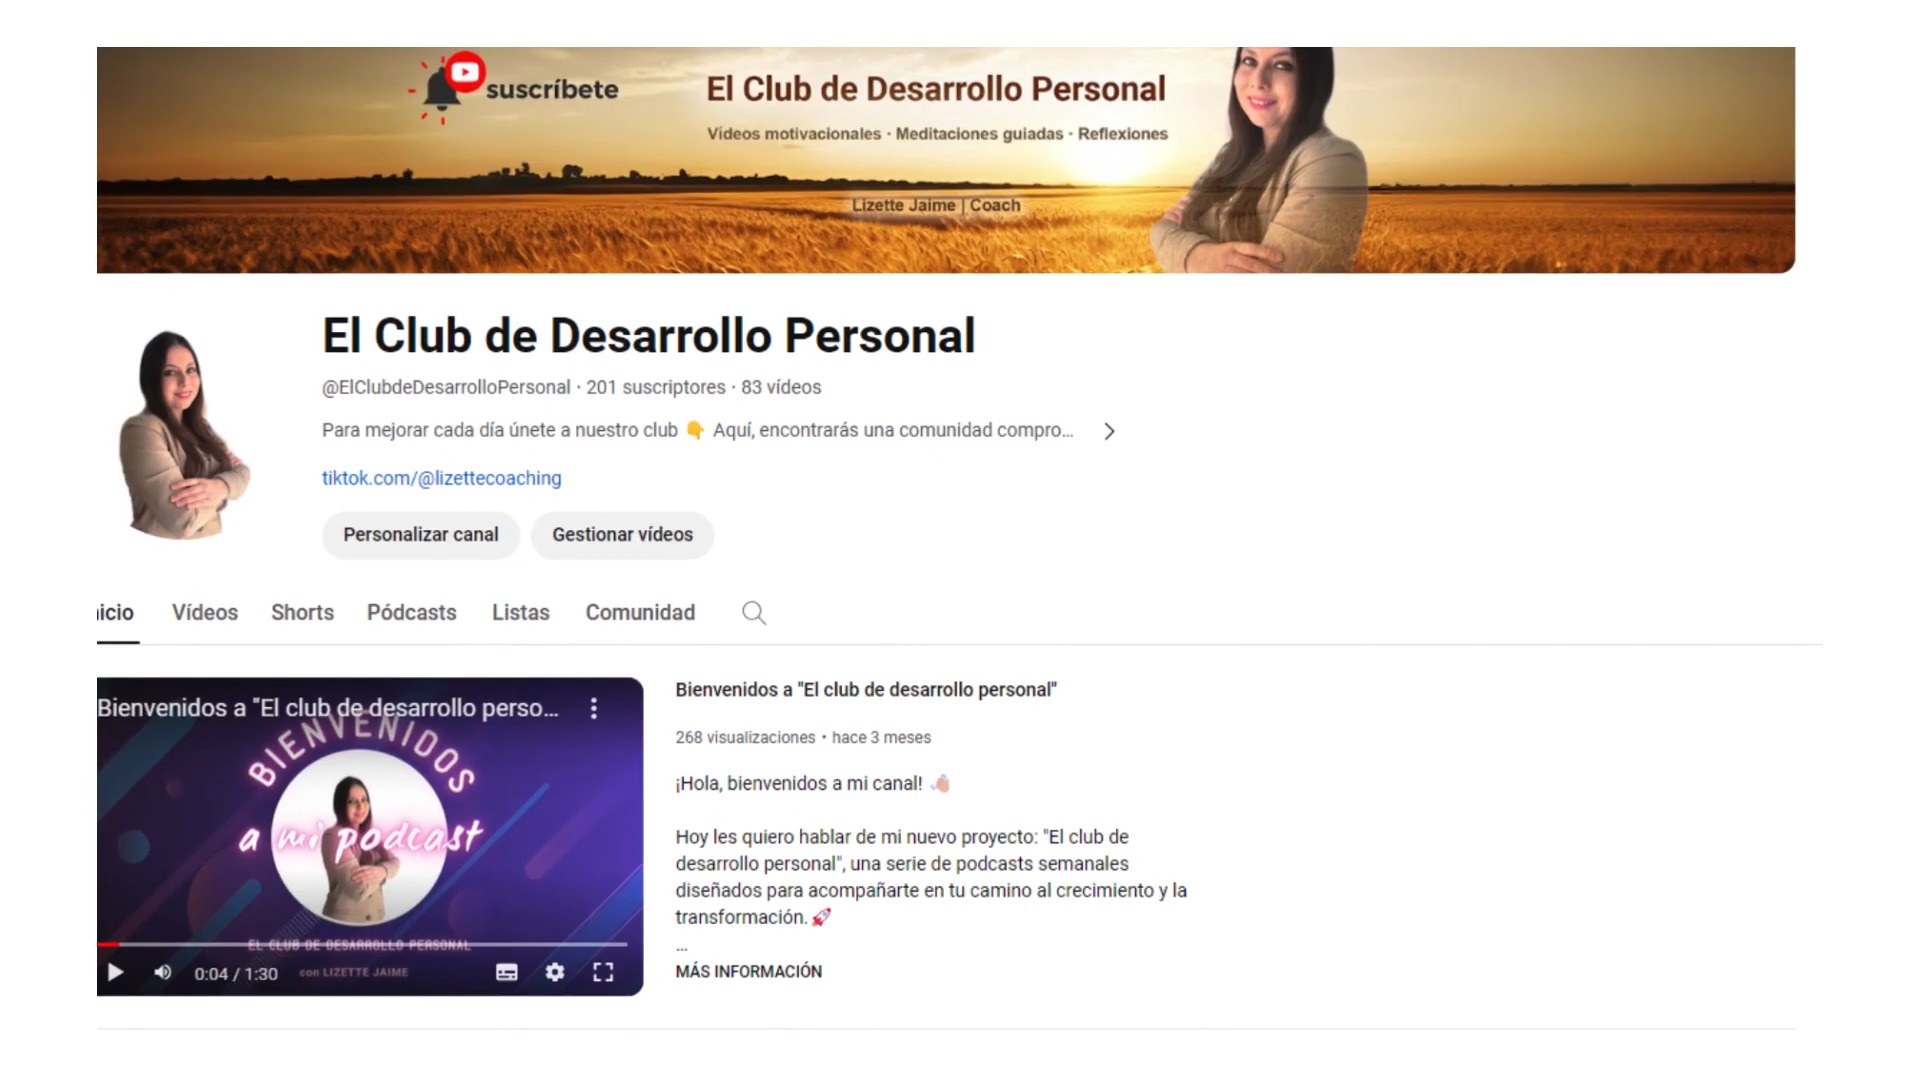 suscríbete
El Club de Desarrollo Personal
Videos motivacionales · Meditaciones guiadas · Reflexiones
Lizette Jaime | Coach
El Club de Desarrollo Personal
@ElClubdeDesarrolloPersonal · 201 suscriptores · 83 vídeos
Para mejorar cada día únete a nuestro club 👇 Aquí, encontrarás una comunidad compro...
tiktok.com/@lizettecoaching
Personalizar canal Gestionar vídeos
icio Vídeos Shorts Pódcasts Listas Comunidad
Bienvenidos a "El club de desarrollo perso...
BIENVENIDOS
a mi podcast
EL CLUB DE DESARROLLO PERSONAL
con LIZETTE JAIME
0:04 / 1:30
Bienvenidos a "El club de desarrollo personal"
268 visualizaciones • hace 3 meses
¡Hola, bienvenidos a mi canal! 👋🏼
Hoy les quiero hablar de mi nuevo proyecto: "El club de
desarrollo personal", una serie de podcasts semanales
diseñados para acompañarte en tu camino al crecimiento y la
transformación. 🚀
...
MÁS INFORMACIÓN